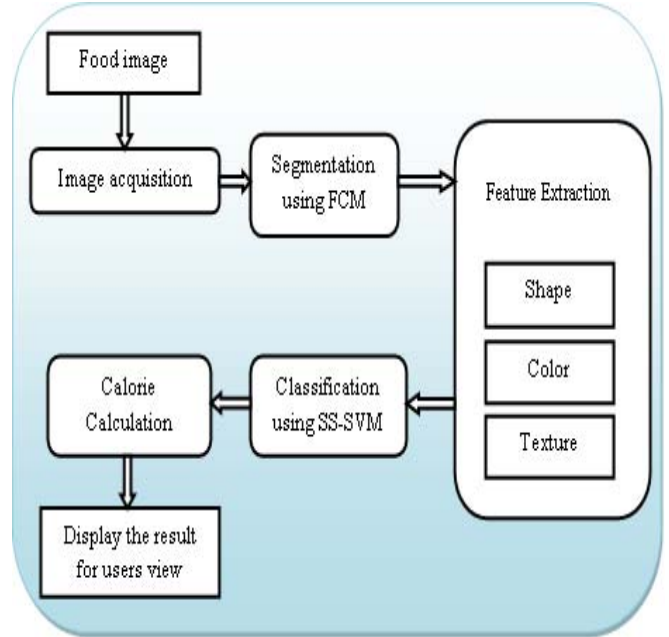 Food image
Image acquisition
Segmentation
using FCM
Feature Extraction
Shape
Color
Texture
Classification
using SS-SVM
Calorie
Calculation
Display the result
for users view